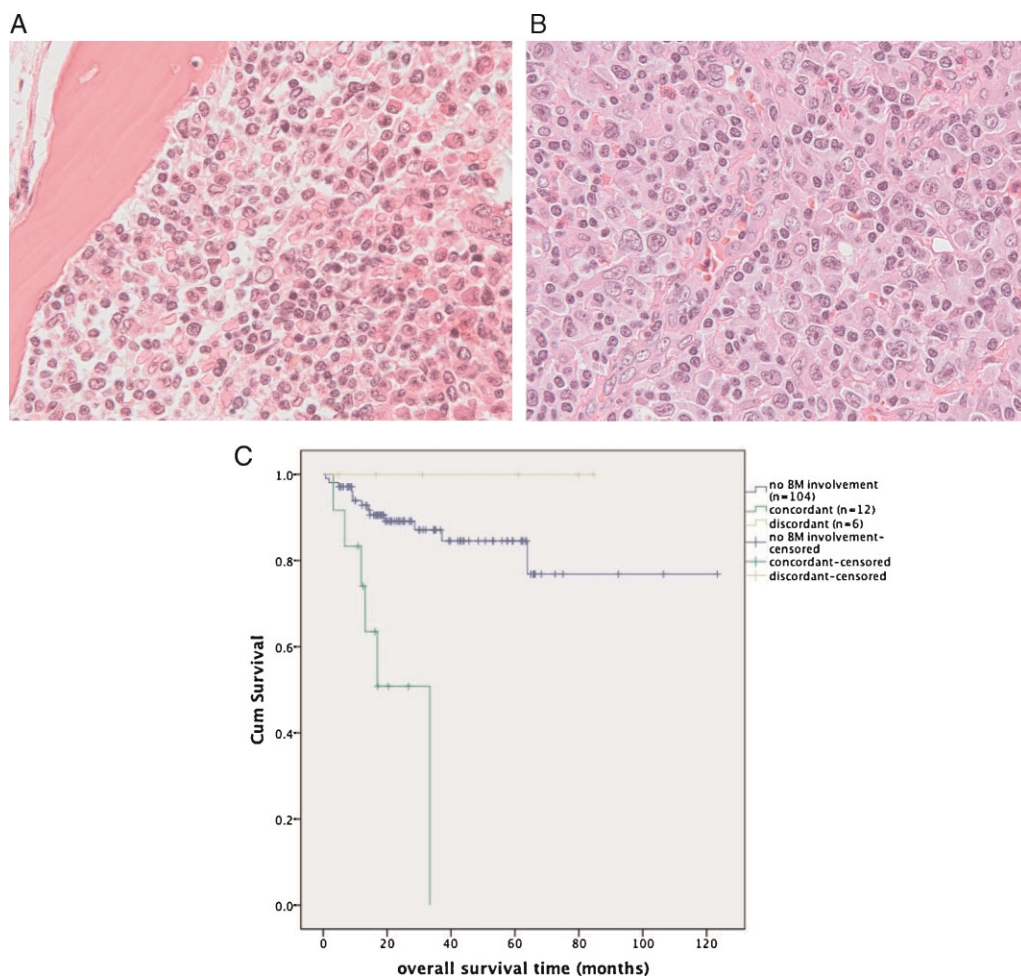 A
B
C
1.0
0.8
0.6
0.4
0.2
0.0
Cum Survival
0
20
40
60
80
100
120
overall survival time (months)
no BM involvement
(n=104)
concordant (n=12)
discordant (n=6)
no BM involvement-
censored
concordant-censored
discordant-censored